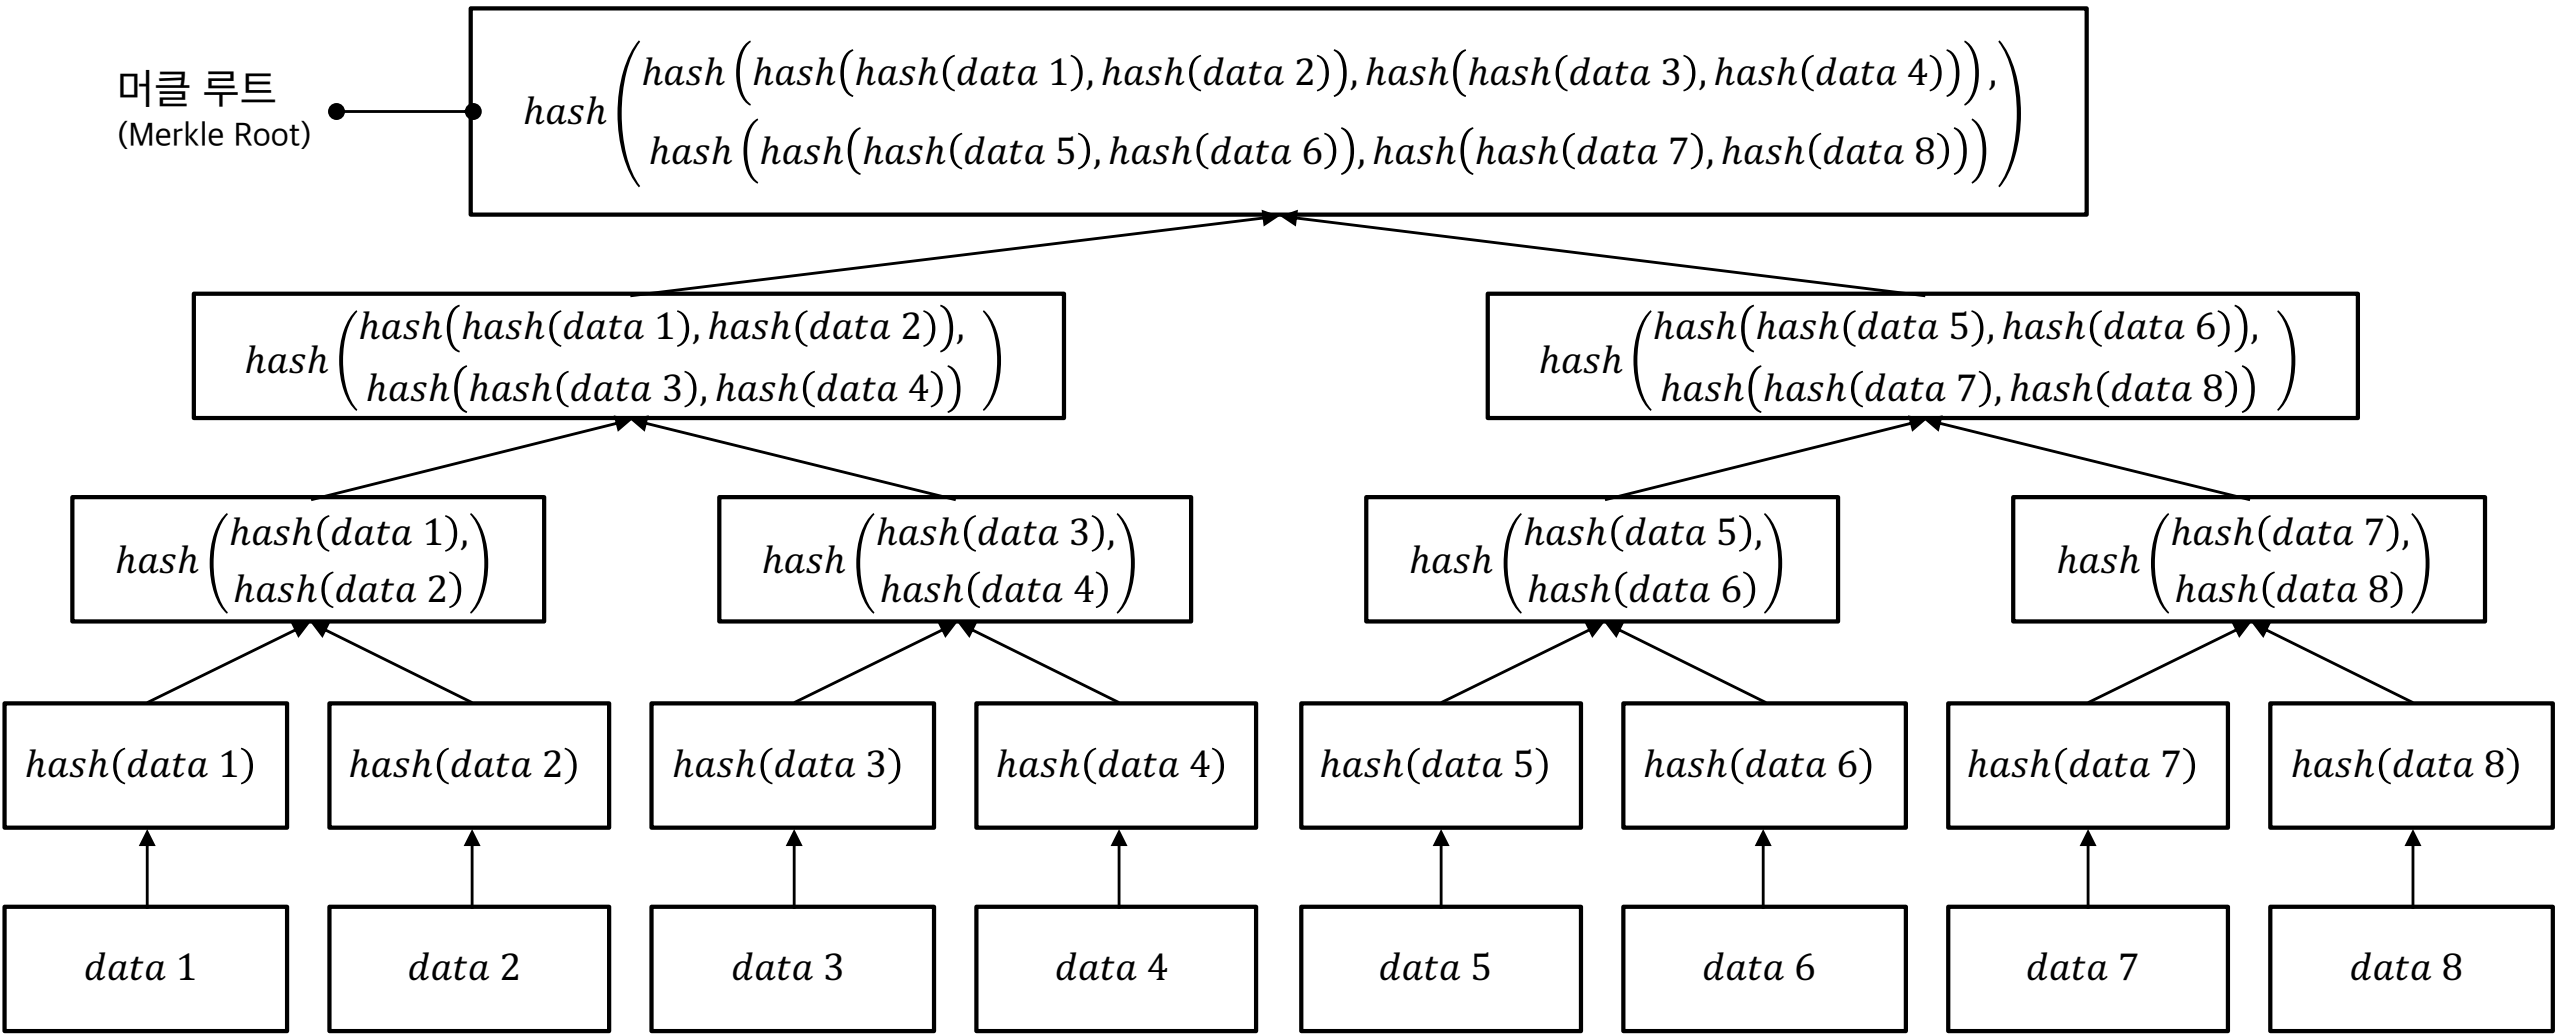 머클 루트
(Merkle Root)
hash(hash(hash(hash(data 1), hash(data 2)), hash(hash(data 3), hash(data 4))),
hash(hash(hash(data 5), hash(data 6)), hash(hash(data 7), hash(data 8))))
hash(hash(hash(data 1), hash(data 2)),
hash(hash(data 3), hash(data 4)))
hash(hash(hash(data 5), hash(data 6)),
hash(hash(data 7), hash(data 8)))
hash(hash(data 1),
hash(data 2))
hash(hash(data 3),
hash(data 4))
hash(hash(data 5),
hash(data 6))
hash(hash(data 7),
hash(data 8))
hash(data 1)
hash(data 2)
hash(data 3)
hash(data 4)
hash(data 5)
hash(data 6)
hash(data 7)
hash(data 8)
data 1
data 2
data 3
data 4
data 5
data 6
data 7
data 8